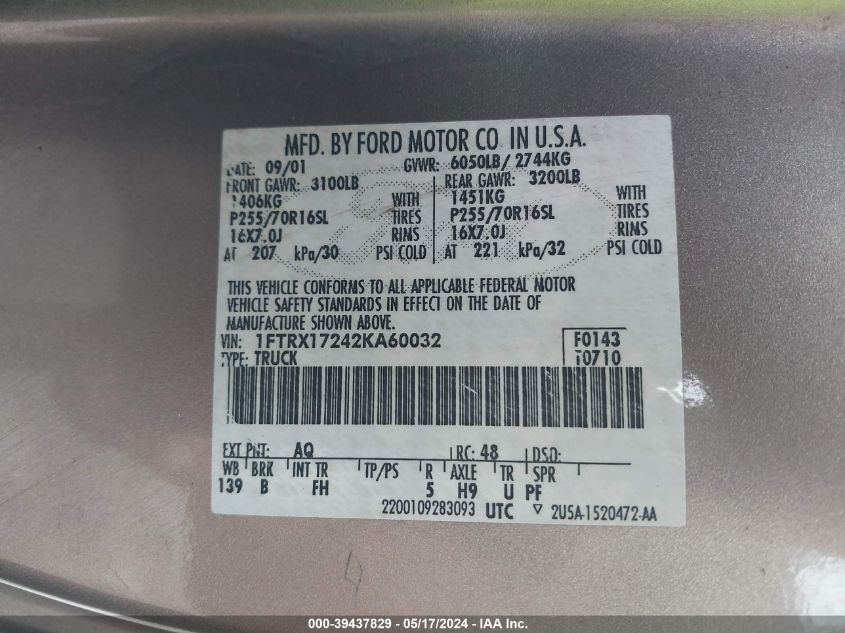 MFD. BY FORD MOTOR CO. IN U.S.A.
DATE: 09/01 GVWR: 6050LB/ 2744KG
FRONT GAWR: 3100LB REAR GAWR: 3200LB
1406KG WITH 1451KG WITH
P255/70R16SL TIRES P255/70R16SL TIRES
16X7.0J RIMS 16X7.0J RIMS
AT 207 kPa/30 PSI COLD AT 221 kPa/32 PSI COLD
THIS VEHICLE CONFORMS TO ALL APPLICABLE FEDERAL MOTOR
VEHICLE SAFETY STANDARDS IN EFFECT ON THE DATE OF
MANUFACTURE SHOWN ABOVE.
VIN: 1FTRX17242KA60032 F0143
TYPE: TRUCK T0710
EXT PNT: AQ RC: 48 DSO:
WB BRK INT TR TP/PS R AXLE TR SPR
139 B FH 5 H9 U PF
2200109283093 UTC ▽ 2U5A-1520472-AA
000-39437829 - 05/17/2024 - IAA Inc.